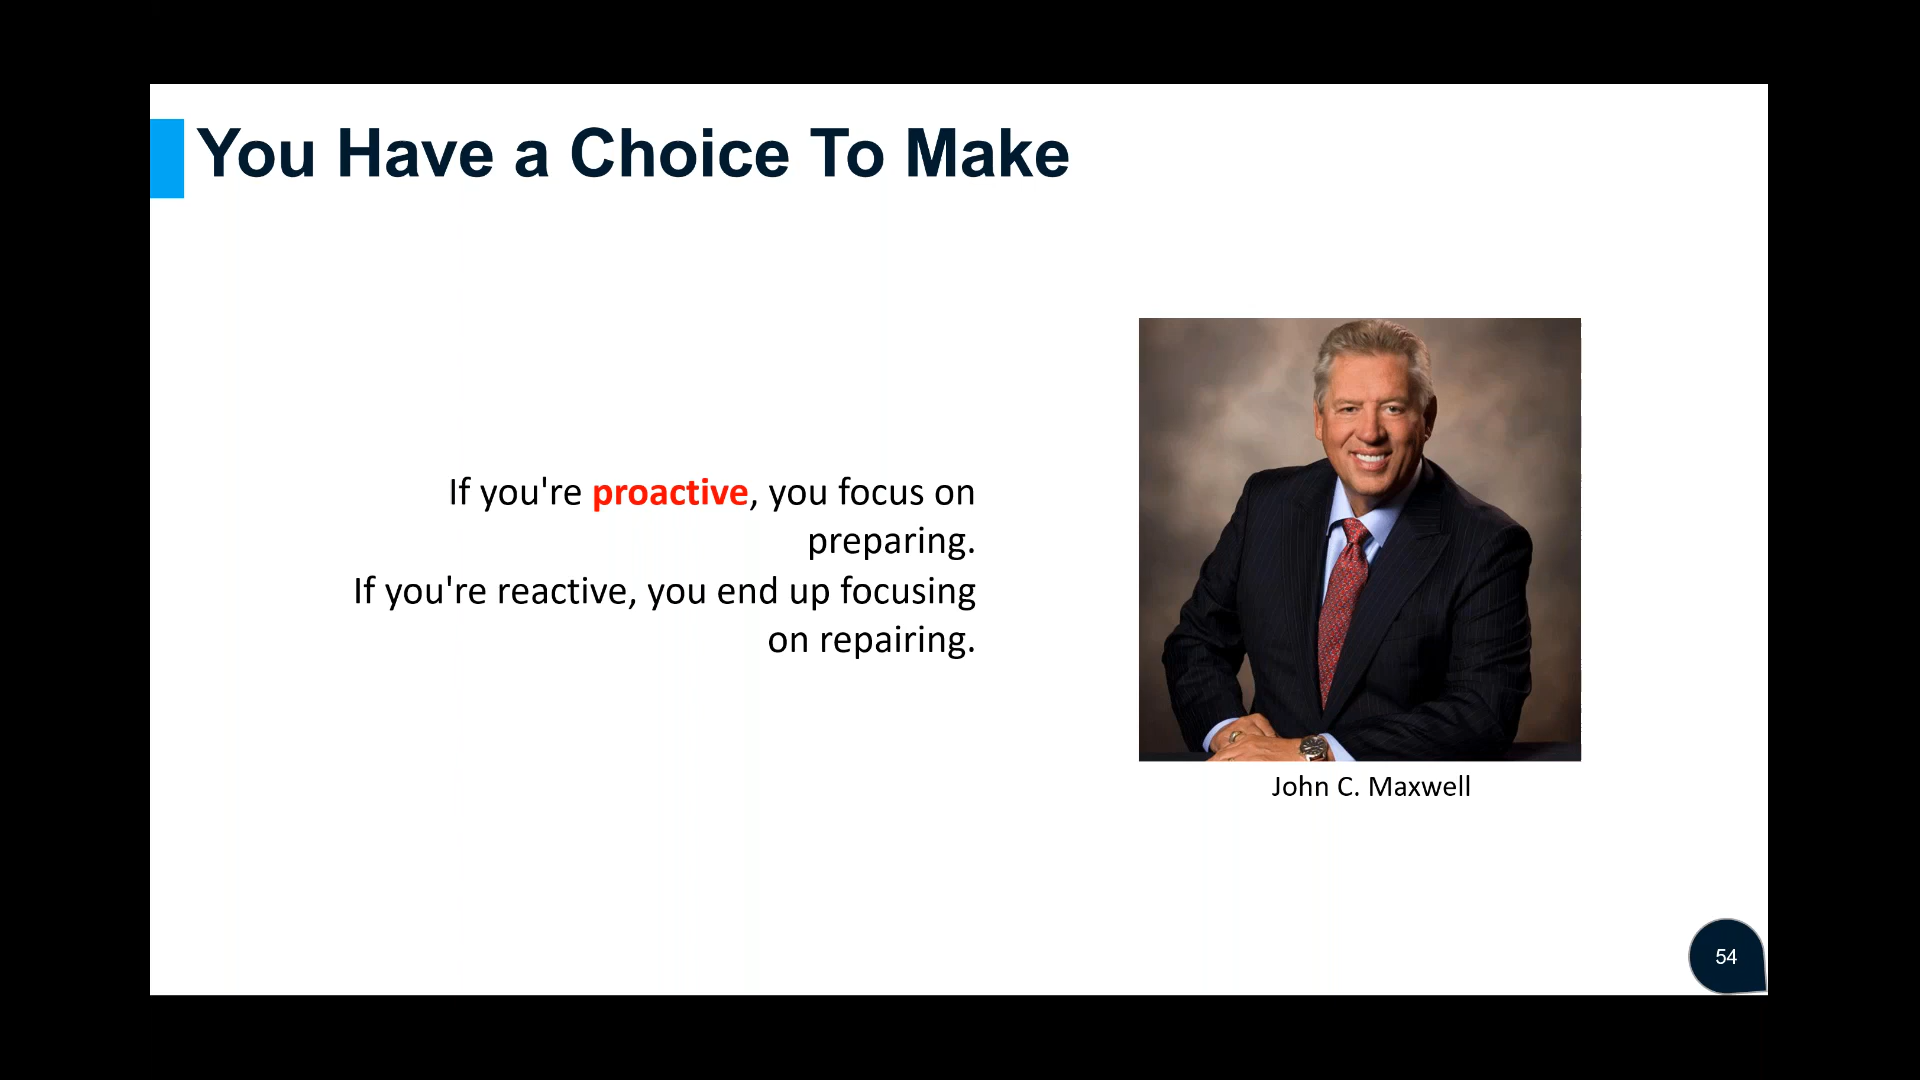 You Have a Choice To Make
If you're proactive, you focus on
preparing.
If you're reactive, you end up focusing
on repairing.
John C. Maxwell
54